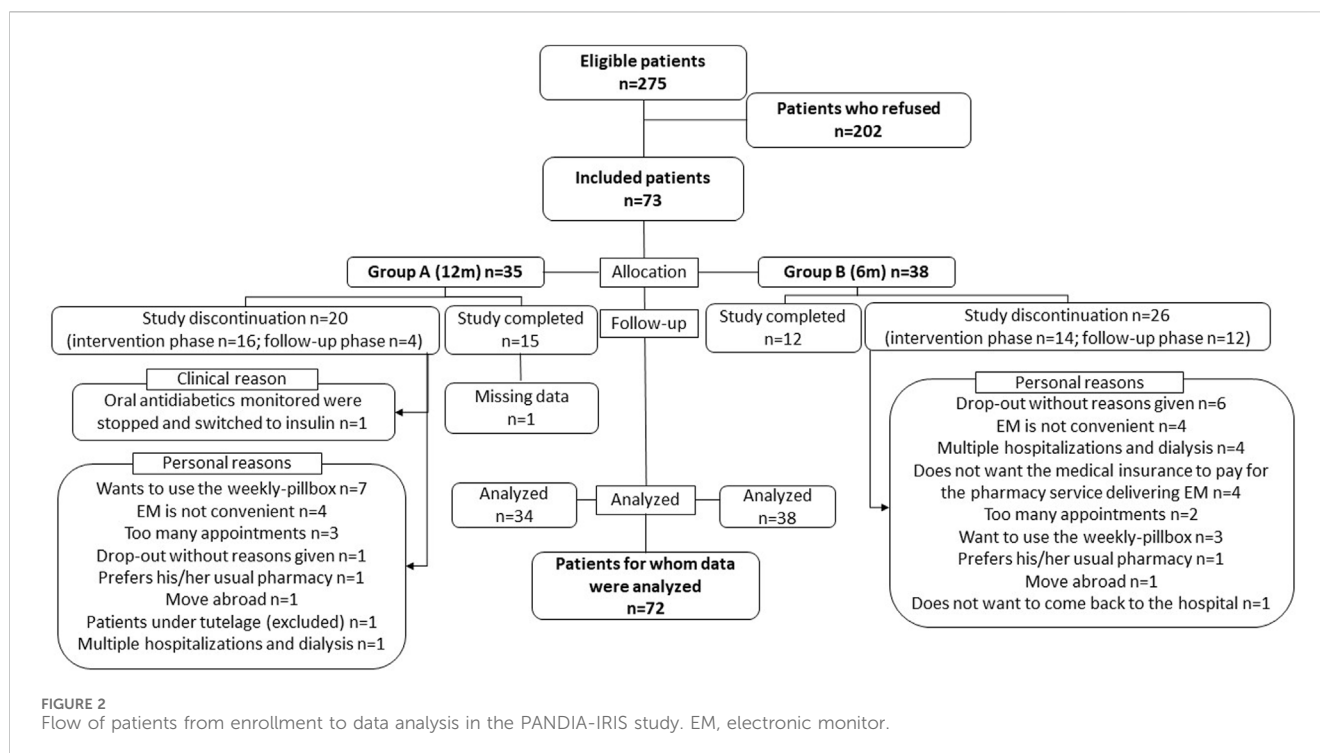 Eligible patients
n=275
Patients who refused
n=202
Included patients
n=73
Group A (12m) n=35
Allocation
Group B (6m) n=38
Study discontinuation n=20
(intervention phase n=16; follow-up phase n=4)
Study completed
n=15
Follow-up
Study completed
n=12
Study discontinuation n=26
(intervention phase n=14; follow-up phase n=12)
Clinical reason
Oral antidiabetics monitored were
stopped and switched to insulin n=1
Missing data
n=1
Personal reasons
Wants to use the weekly-pillbox n=7
EM is not convenient n=4
Too many appointments n=3
Drop-out without reasons given n=1
Prefers his/her usual pharmacy n=1
Move abroad n=1
Patients under tutelage (excluded) n=1
Multiple hospitalizations and dialysis n=1
Personal reasons
Drop-out without reasons given n=6
EM is not convenient n=4
Multiple hospitalizations and dialysis n=4
Does not want the medical insurance to pay for
the pharmacy service delivering EM n=4
Too many appointments n=2
Want to use the weekly-pillbox n=3
Prefers his/her usual pharmacy n=1
Move abroad n=1
Does not want to come back to the hospital n=1
Analyzed
n=34
Analyzed
Analyzed
n=38
Patients for whom data
were analyzed
n=72
FIGURE 2
Flow of patients from enrollment to data analysis in the PANDIA-IRIS study. EM, electronic monitor.